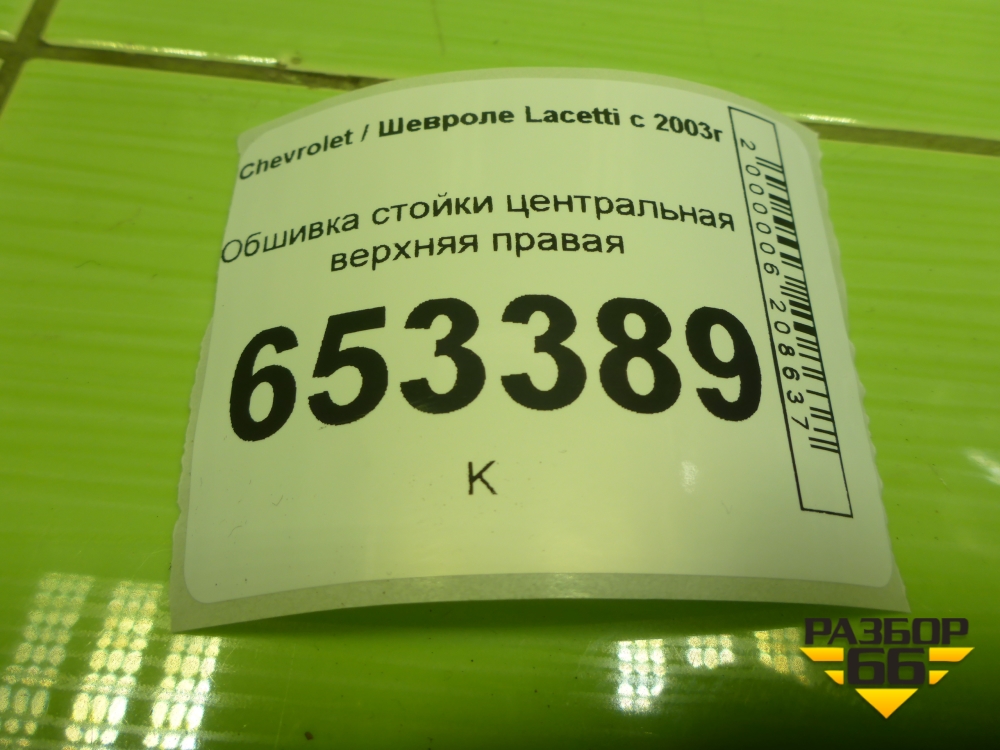 Chevrolet / Шевроле Lacetti с 2003г
Обшивка стойки центральная
верхняя правая
653389
К
2000006208637
РАЗБОР
66